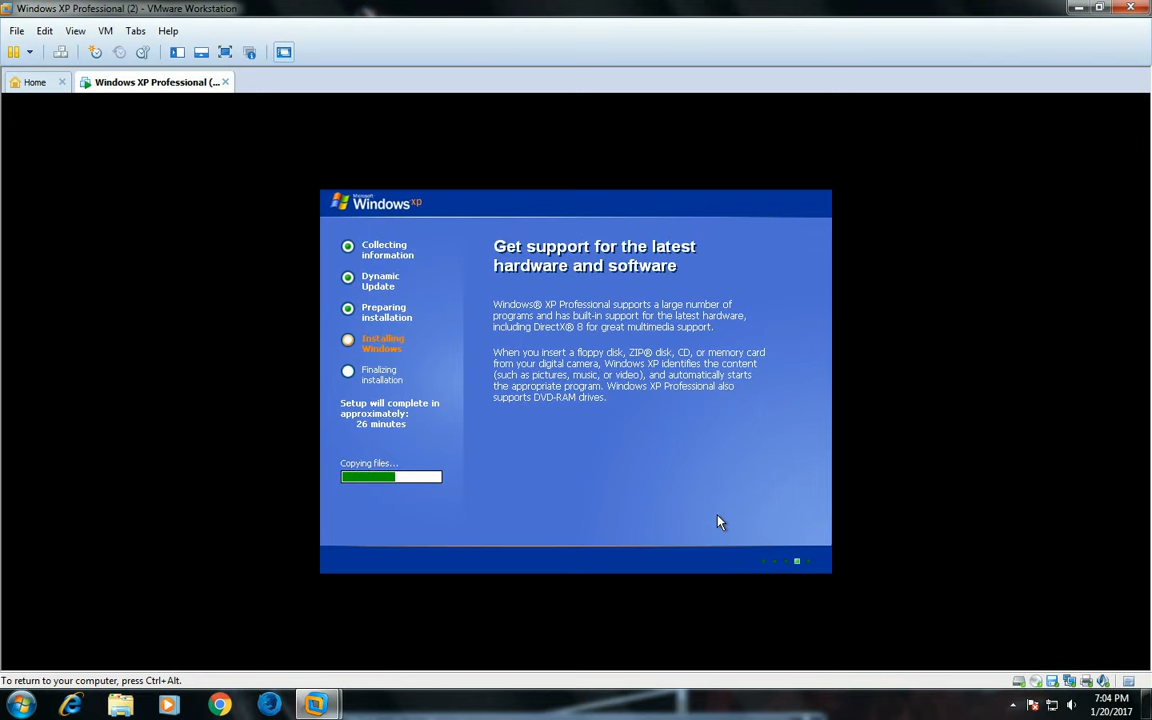 Windows XP Professional (2) - VMware Workstation
File Edit View VM Tabs Help
Home
Windows XP Professional (...
Microsoft
Windows xp
Collecting
information
Dynamic
Update
Preparing
installation
Installing
Windows
Finalizing
installation
Setup will complete in
approximately:
26 minutes
Copying files...
Get support for the latest
hardware and software
Windows® XP Professional supports a large number of
programs and has built-in support for the latest hardware,
including DirectX® 8 for great multimedia support.
When you insert a floppy disk, ZIP® disk, CD, or memory card
from your digital camera, Windows XP identifies the content
(such as pictures, music, or video), and automatically starts
the appropriate program. Windows XP Professional also
supports DVD-RAM drives.
To return to your computer, press Ctrl+Alt.
7:04 PM
1/20/2017